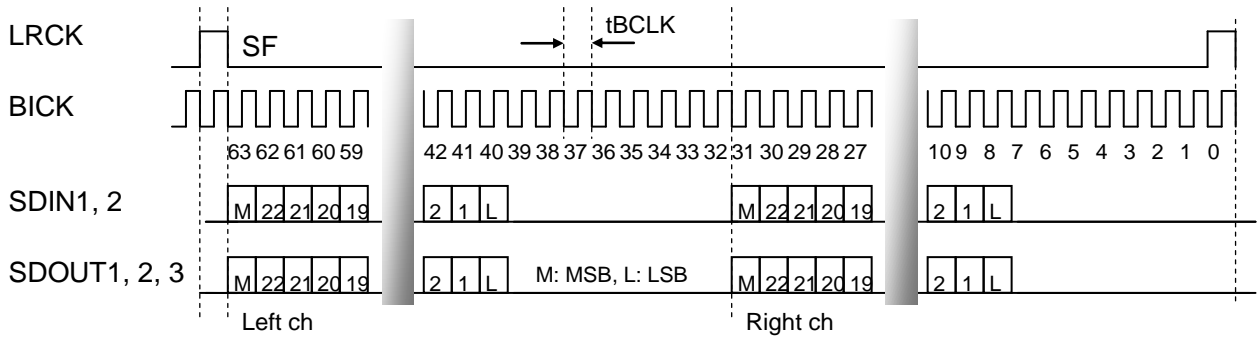 LRCK SF tBCLK
BICK
63 62 61 60 59 42 41 40 39 38 37 36 35 34 33 32 31 30 29 28 27 10 9 8 7 6 5 4 3 2 1 0
SDIN1, 2 M 22 21 20 19 2 1 L M 22 21 20 19 2 1 L
SDOUT1, 2, 3 M 22 21 20 19 2 1 L M: MSB, L: LSB M 22 21 20 19 2 1 L
Left ch Right ch